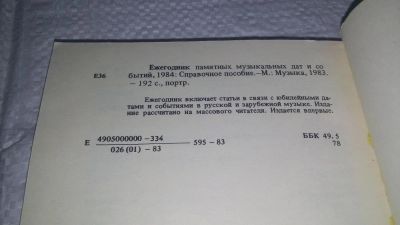 Ежегодник памятных музыкальных дат и со
Е36 бытий, 1984: Справочное пособие.—М.: Музыка, 1983.
— 192 с., портр.
Ежегодник включает статьи в связи с юбилейными да-
тами и событиями в русской и зарубежной музыке. Изда-
ние рассчитано на массового читателя. Издается впервые.
Е 4905000000 —334 595 - 83 ББК 49.5
026 (01) - 83 78